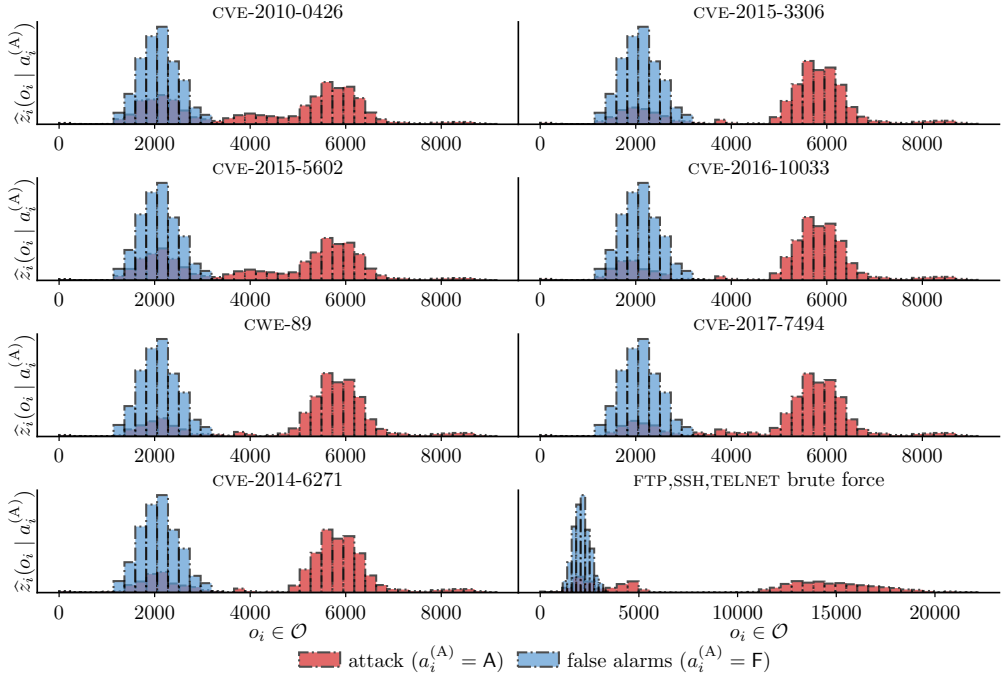 CVE-2010-0426 CVE-2015-3306
ẑᵢ(oᵢ | aᵢ^(A))
0 2000 4000 6000 8000 0 2000 4000 6000 8000
CVE-2015-5602 CVE-2016-10033
ẑᵢ(oᵢ | aᵢ^(A))
0 2000 4000 6000 8000 0 2000 4000 6000 8000
CWE-89 CVE-2017-7494
ẑᵢ(oᵢ | aᵢ^(A))
0 2000 4000 6000 8000 0 2000 4000 6000 8000
CVE-2014-6271 FTP,SSH,TELNET brute force
ẑᵢ(oᵢ | aᵢ^(A))
0 2000 4000 6000 8000 0 5000 10000 15000 20000
oᵢ ∈ 𝒪 oᵢ ∈ 𝒪
attack (aᵢ^(A) = A) false alarms (aᵢ^(A) = F)